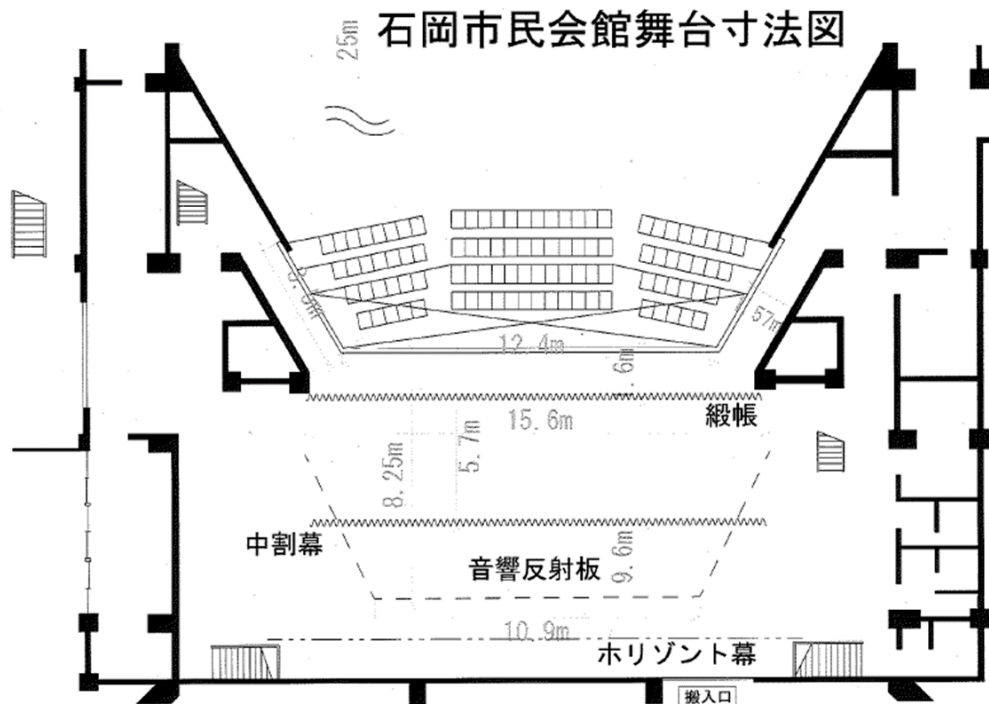 石岡市民会館舞台寸法図
25m
57m
12.4m
15.6m
緞帳
8.25m
5.7m
中割幕
音響反射板
9.6m
10.9m
ホリゾント幕
搬入口